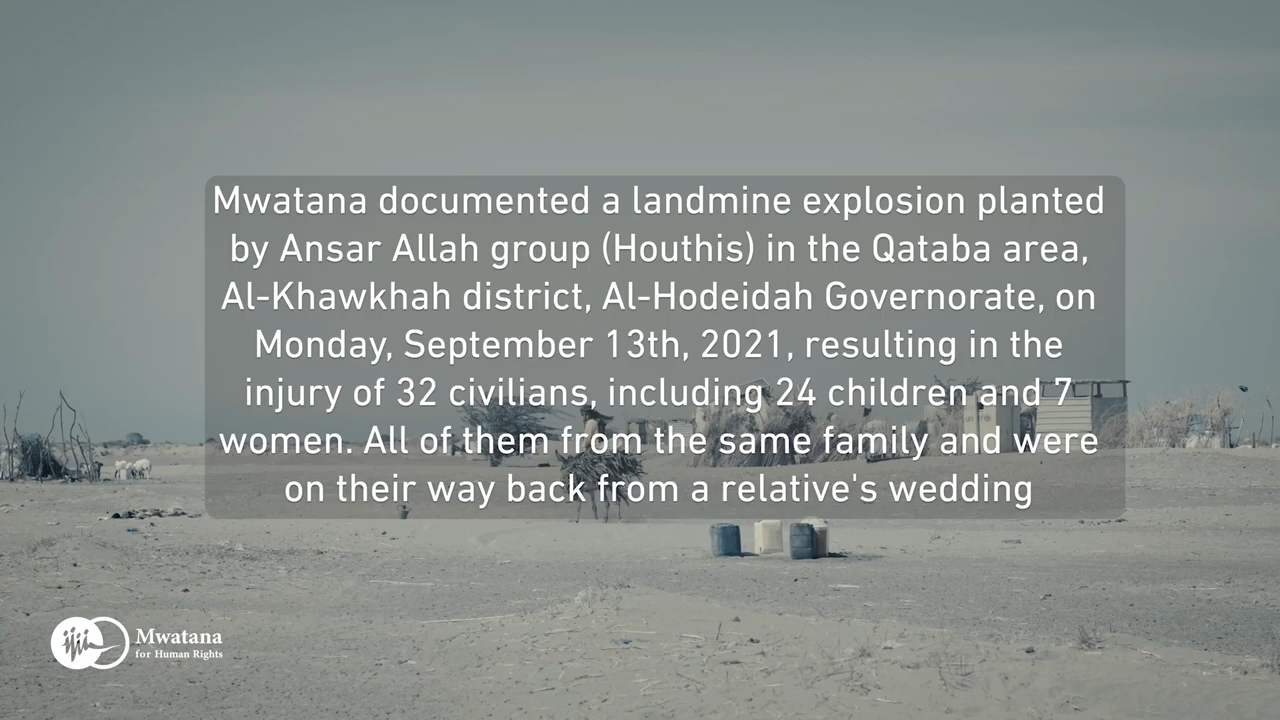 Mwatana documented a landmine explosion planted
by Ansar Allah group (Houthis) in the Qataba area,
Al-Khawkhah district, Al-Hodeidah Governorate, on
Monday, September 13th, 2021, resulting in the
injury of 32 civilians, including 24 children and 7
women. All of them from the same family and were
on their way back from a relative's wedding
Mwatana
for Human Rights